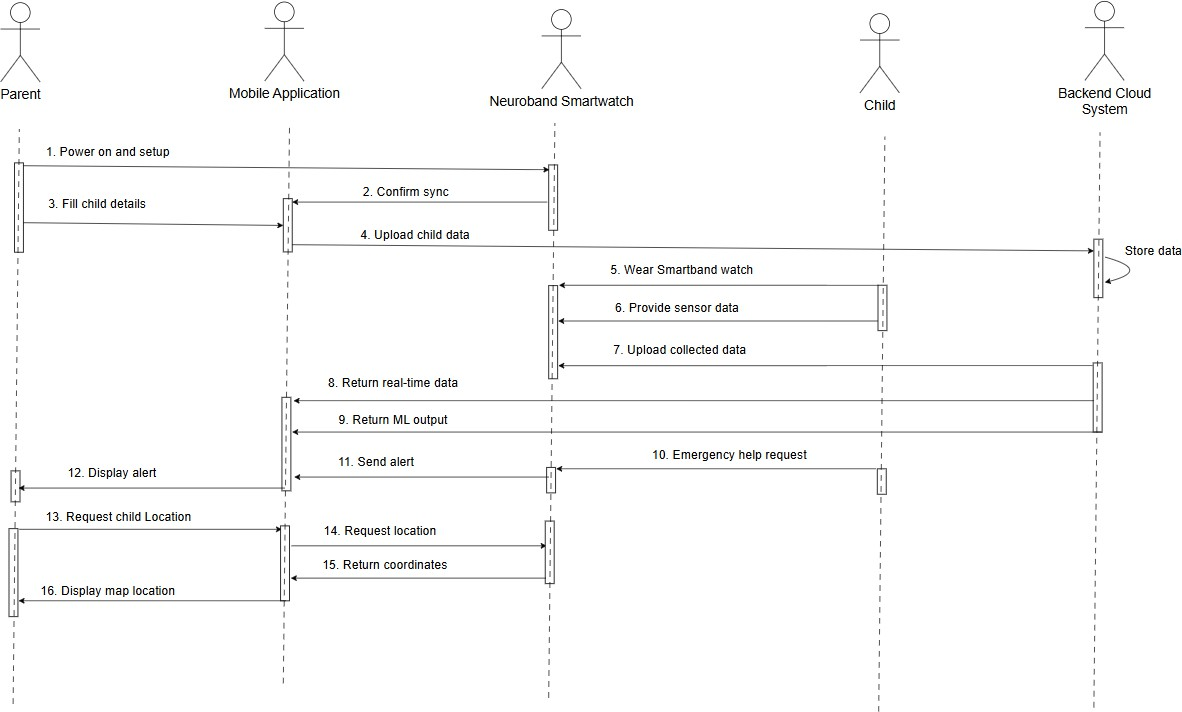 Parent
Mobile Application
Neuroband Smartwatch
Child
Backend Cloud
System
1. Power on and setup
2. Confirm sync
3. Fill child details
4. Upload child data
Store data
5. Wear Smartband watch
6. Provide sensor data
7. Upload collected data
8. Return real-time data
9. Return ML output
10. Emergency help request
11. Send alert
12. Display alert
13. Request child Location
14. Request location
15. Return coordinates
16. Display map location